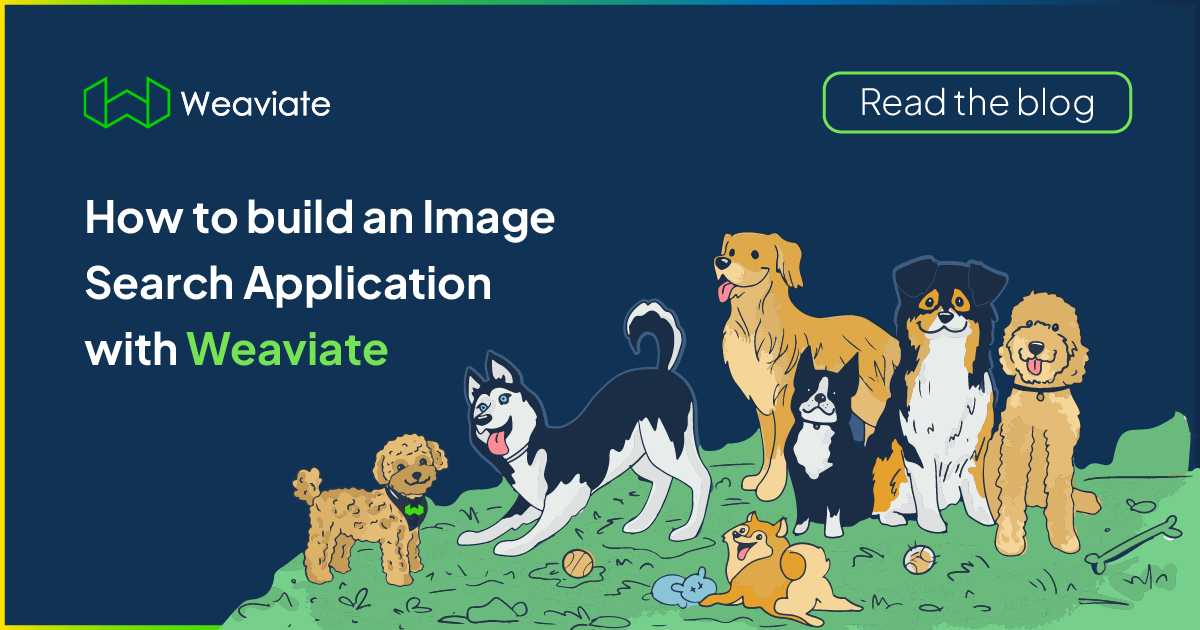 Weaviate
Read the blog
How to build an Image
Search Application
with Weaviate